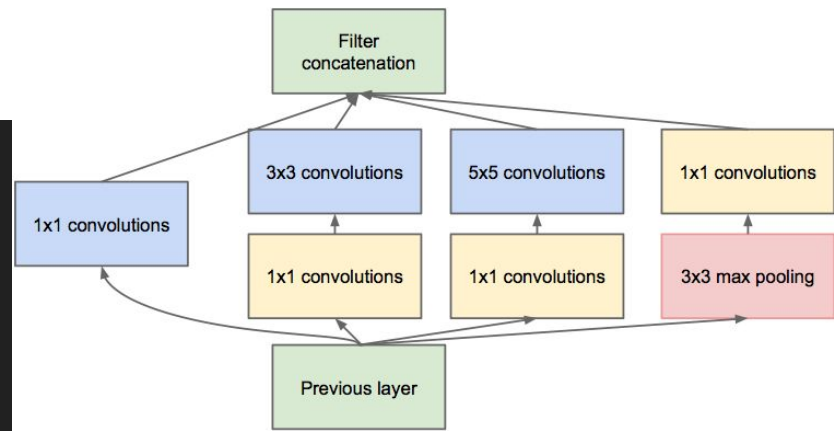 Filter
concatenation
3x3 convolutions
5x5 convolutions
1x1 convolutions
1x1 convolutions
1x1 convolutions
1x1 convolutions
3x3 max pooling
Previous layer